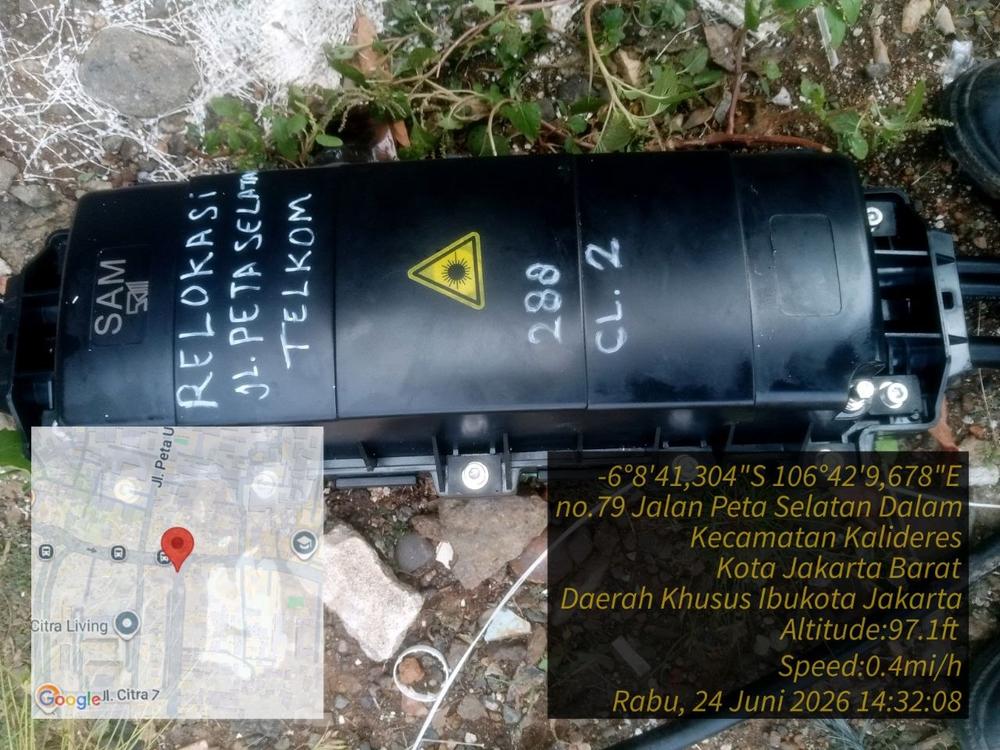 SAM
RELOKASi
JL. PETA SELATAN
TELKOM
288
CL. 2
Jl. Peta U
Citra Living
Jl. Citra 7
Google
-6°8'41,304"S 106°42'9,678"E
no.79 Jalan Peta Selatan Dalam
Kecamatan Kalideres
Kota Jakarta Barat
Daerah Khusus Ibukota Jakarta
Altitude:97.1ft
Speed:0.4mi/h
Rabu, 24 Juni 2026 14:32:08